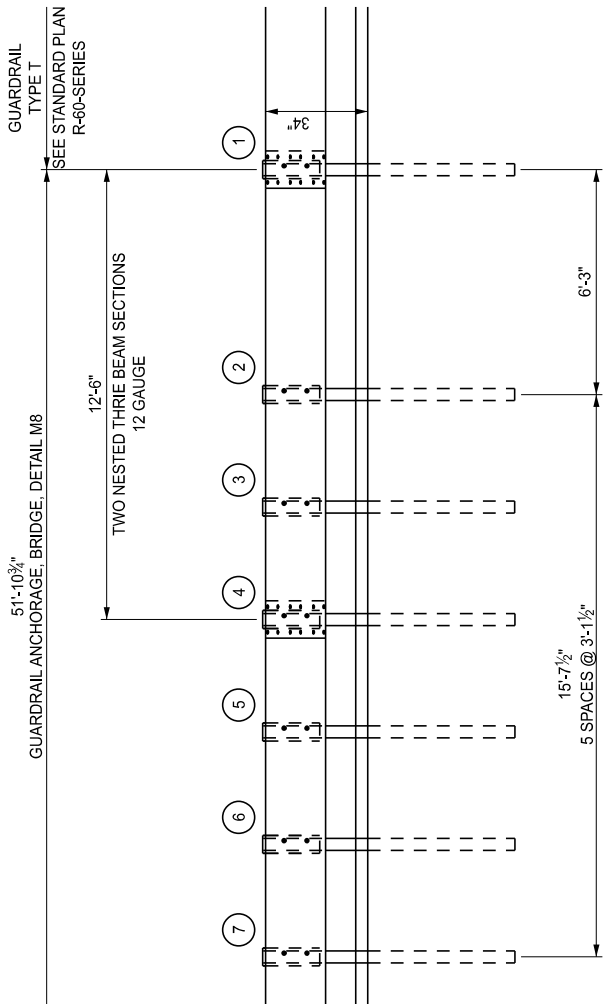 GUARDRAIL
TYPE T
SEE STANDARD PLAN
R-60-SERIES
51'-10¾"
GUARDRAIL ANCHORAGE, BRIDGE, DETAIL M8
12'-6"
TWO NESTED THRIE BEAM SECTIONS
12 GAUGE
34"
1
2
3
4
5
6
7
6'-3"
15'-7½"
5 SPACES @ 3'-1½"